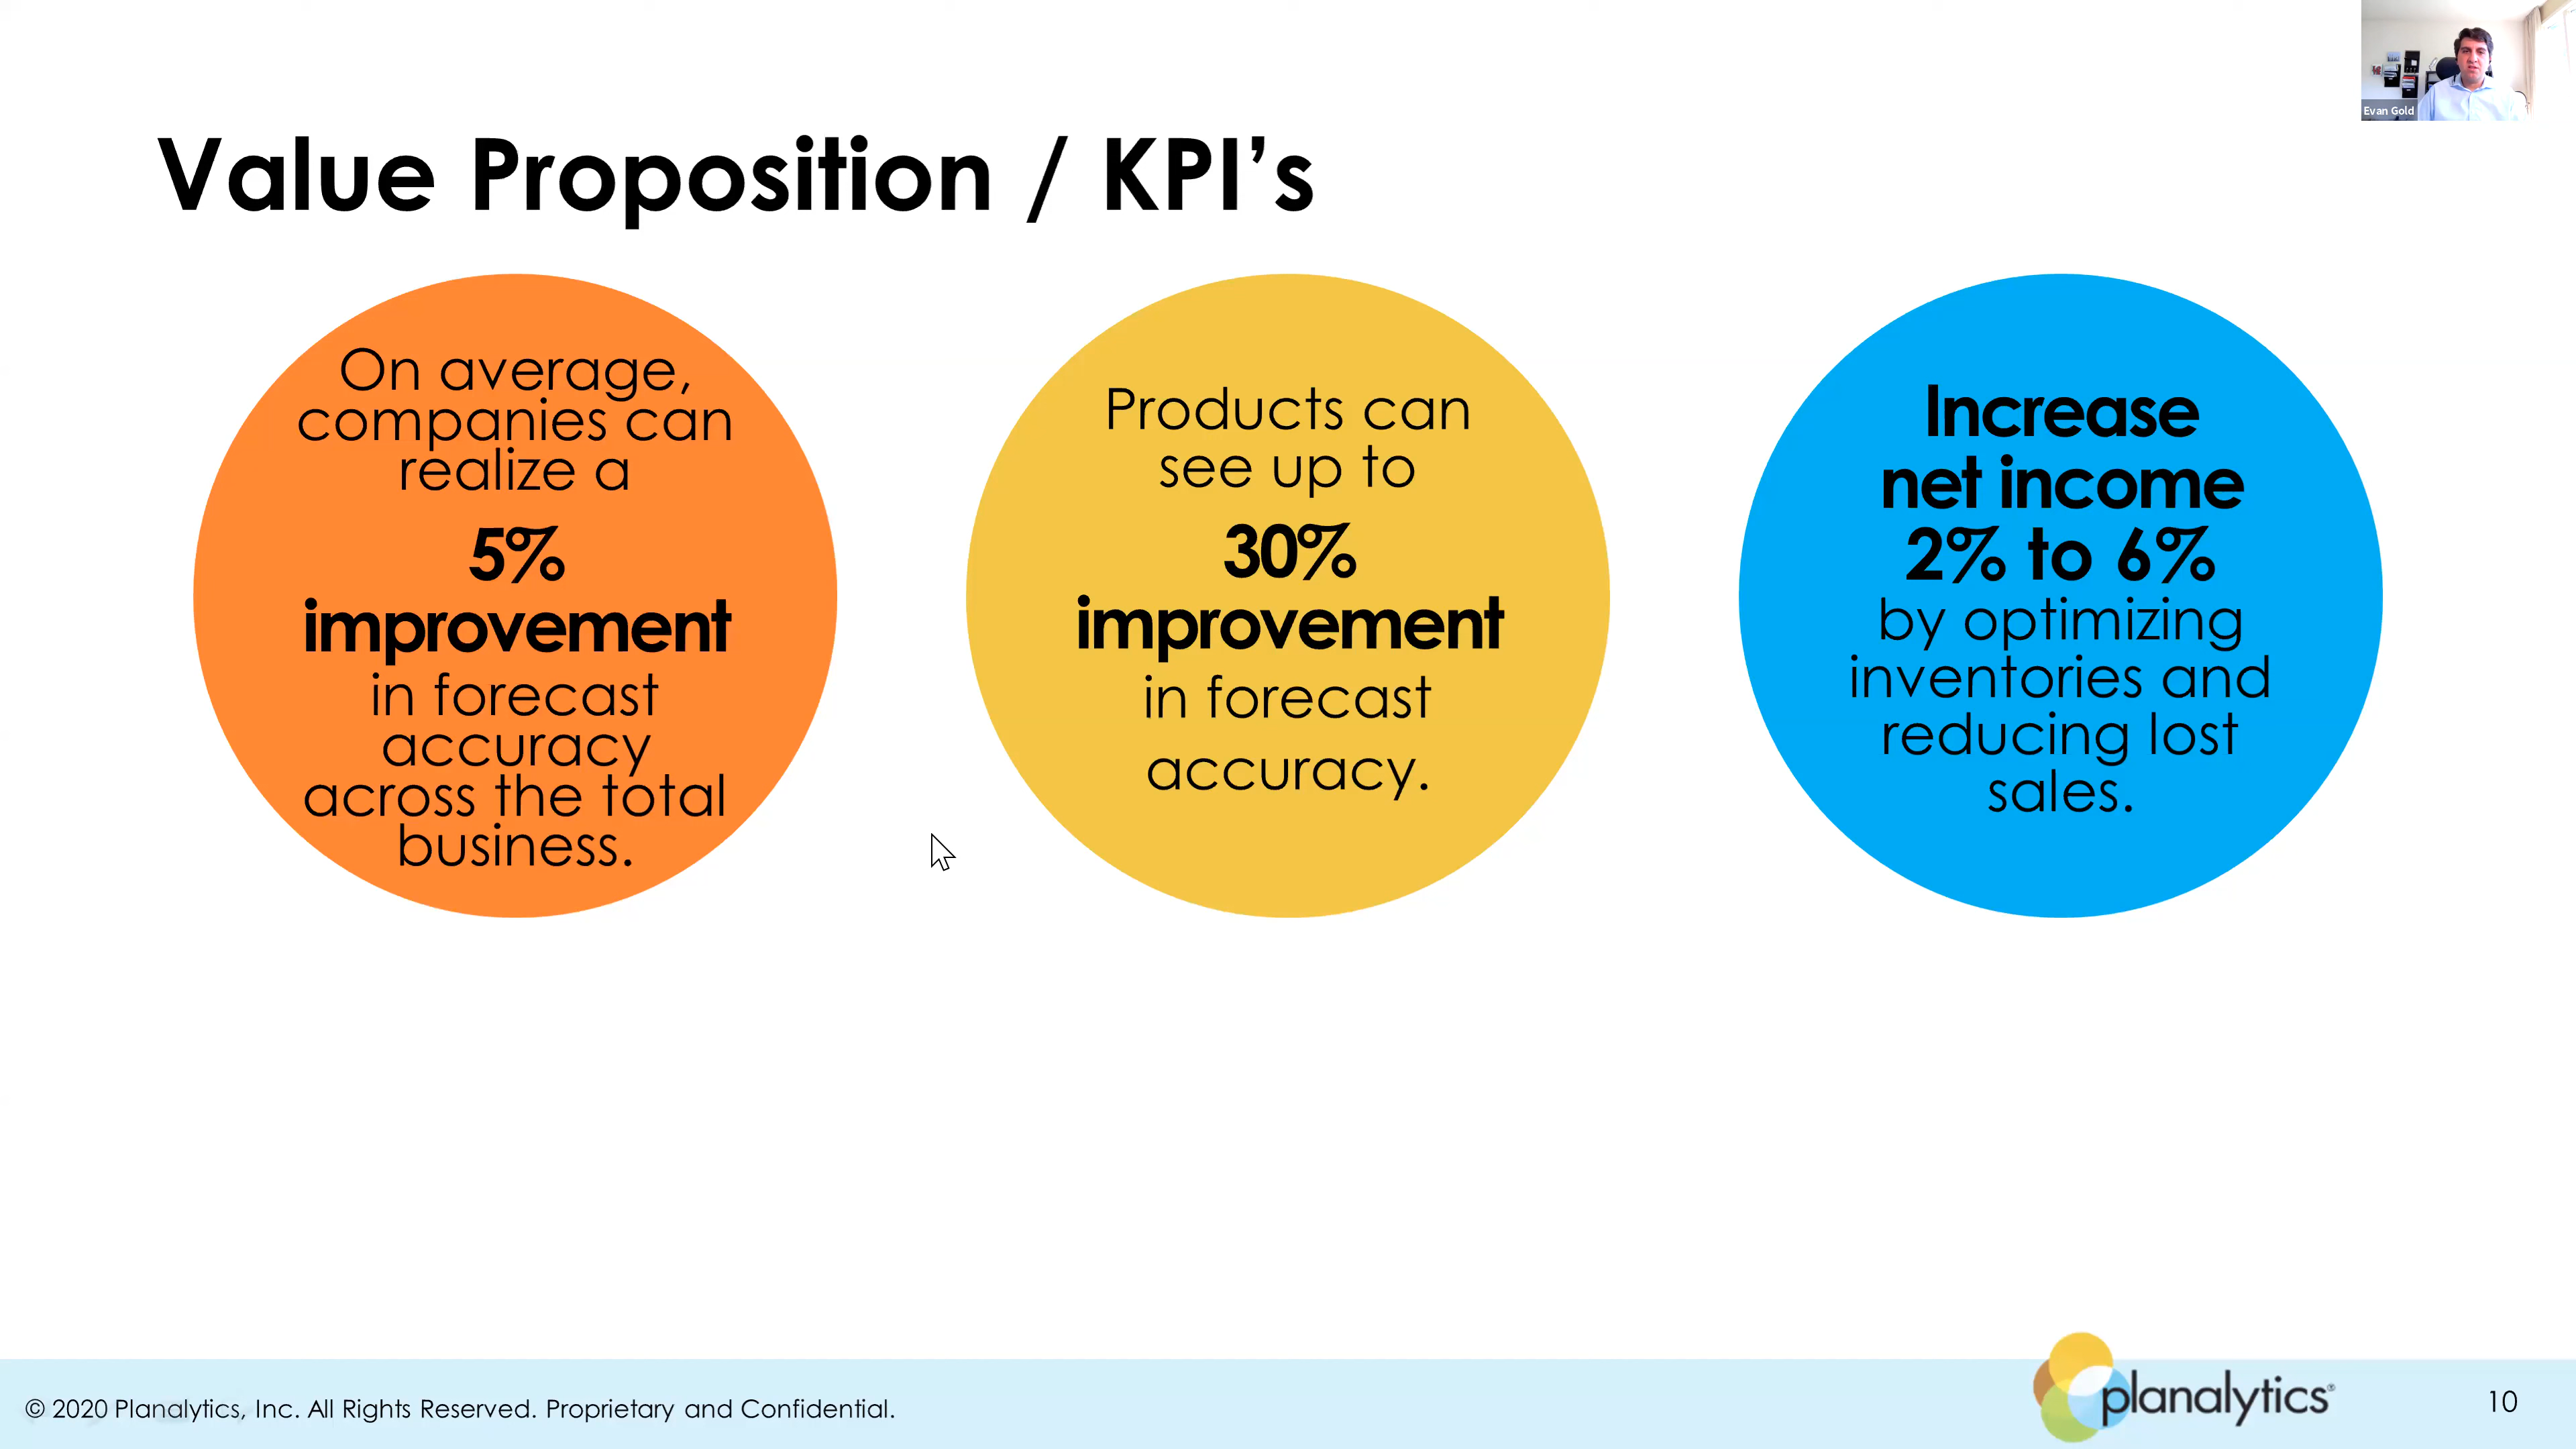 Evan Gold
Value Proposition / KPI’s
On average,
companies can
realize a
5%
improvement
in forecast
accuracy
across the total
business.
Products can
see up to
30%
improvement
in forecast
accuracy.
Increase
net income
2% to 6%
by optimizing
inventories and
reducing lost
sales.
© 2020 Planalytics, Inc. All Rights Reserved. Proprietary and Confidential.
planalytics®
10